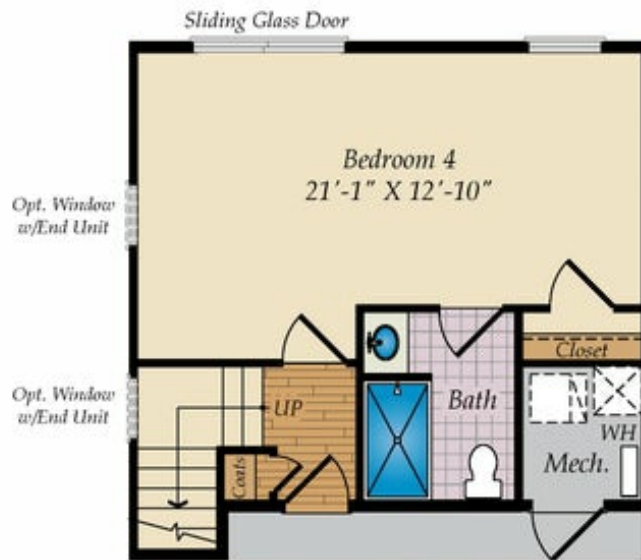 Sliding Glass Door
Bedroom 4
21'-1" X 12'-10"
Opt. Window
w/End Unit
Closet
Opt. Window
w/End Unit
UP
Bath
Coats
WH
Mech.